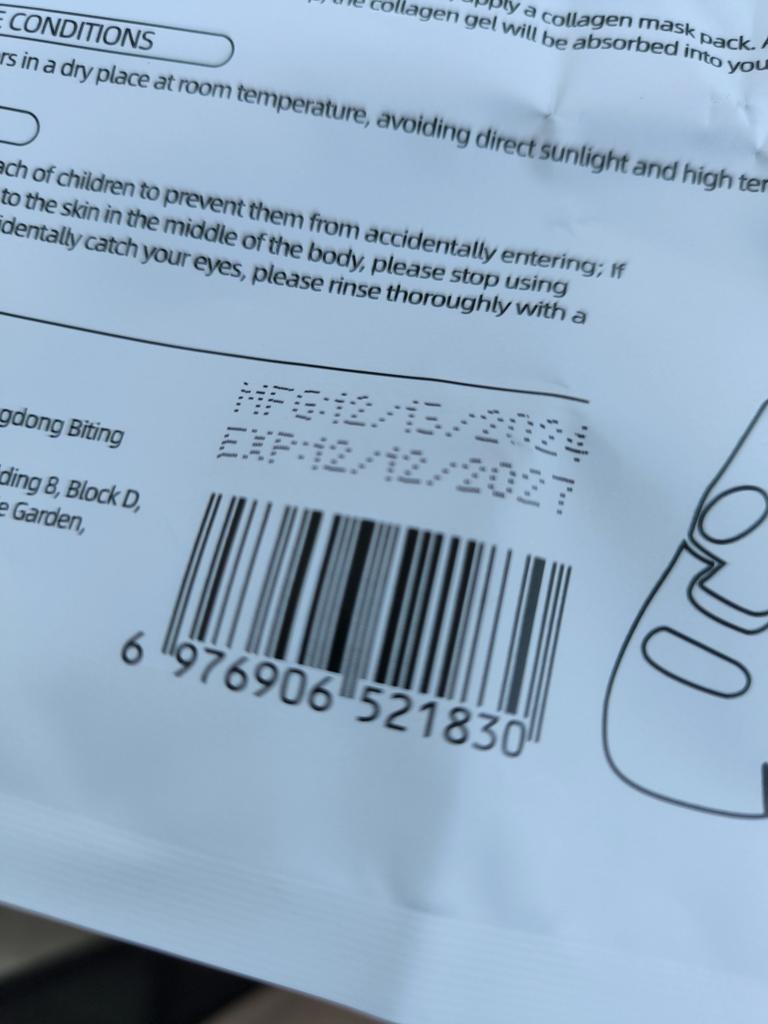 apply a collagen mask pack.
the collagen gel will be absorbed into you
CONDITIONS
rs in a dry place at room temperature, avoiding direct sunlight and high ter
ach of children to prevent them from accidentally entering; If
to the skin in the middle of the body, please stop using
identally catch your eyes, please rinse thoroughly with a
MFG:12/13/2024
EXP:12/12/2027
gdong Biting
ding 8, Block D,
e Garden,
6 976906 521830